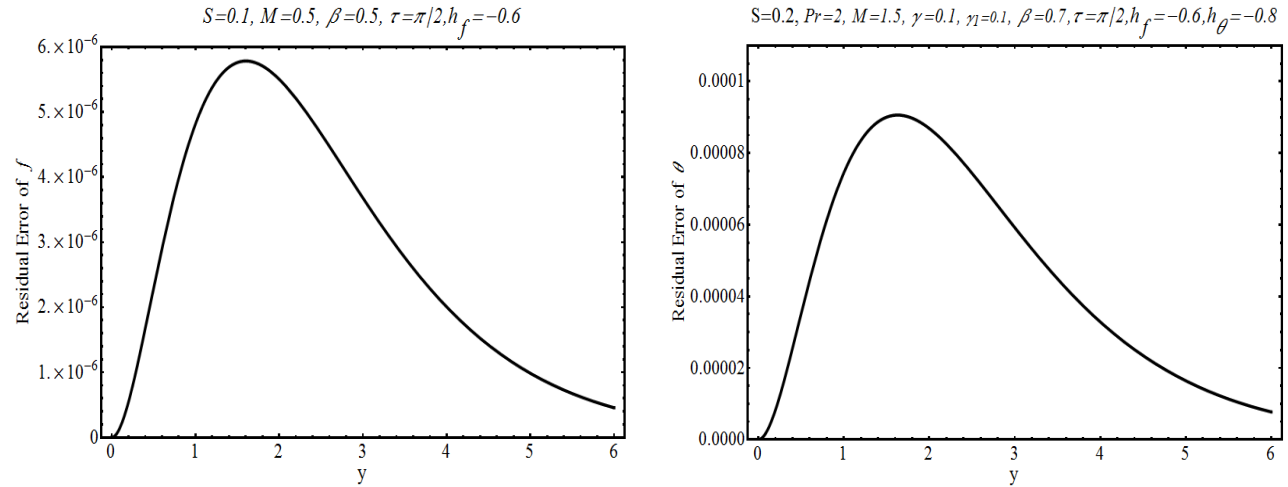 S=0.1, M=0.5, β=0.5, τ=π/2,h_f=−0.6
6.×10^-6
5.×10^-6
4.×10^-6
3.×10^-6
2.×10^-6
1.×10^-6
0
Residual Error of f
0 1 2 3 4 5 6
y
S=0.2, Pr=2, M=1.5, γ=0.1, γ_1=0.1, β=0.7,τ=π/2,h_f=−0.6,h_θ=−0.8
0.0001
0.00008
0.00006
0.00004
0.00002
0.0000
Residual Error of θ
0 1 2 3 4 5 6
y